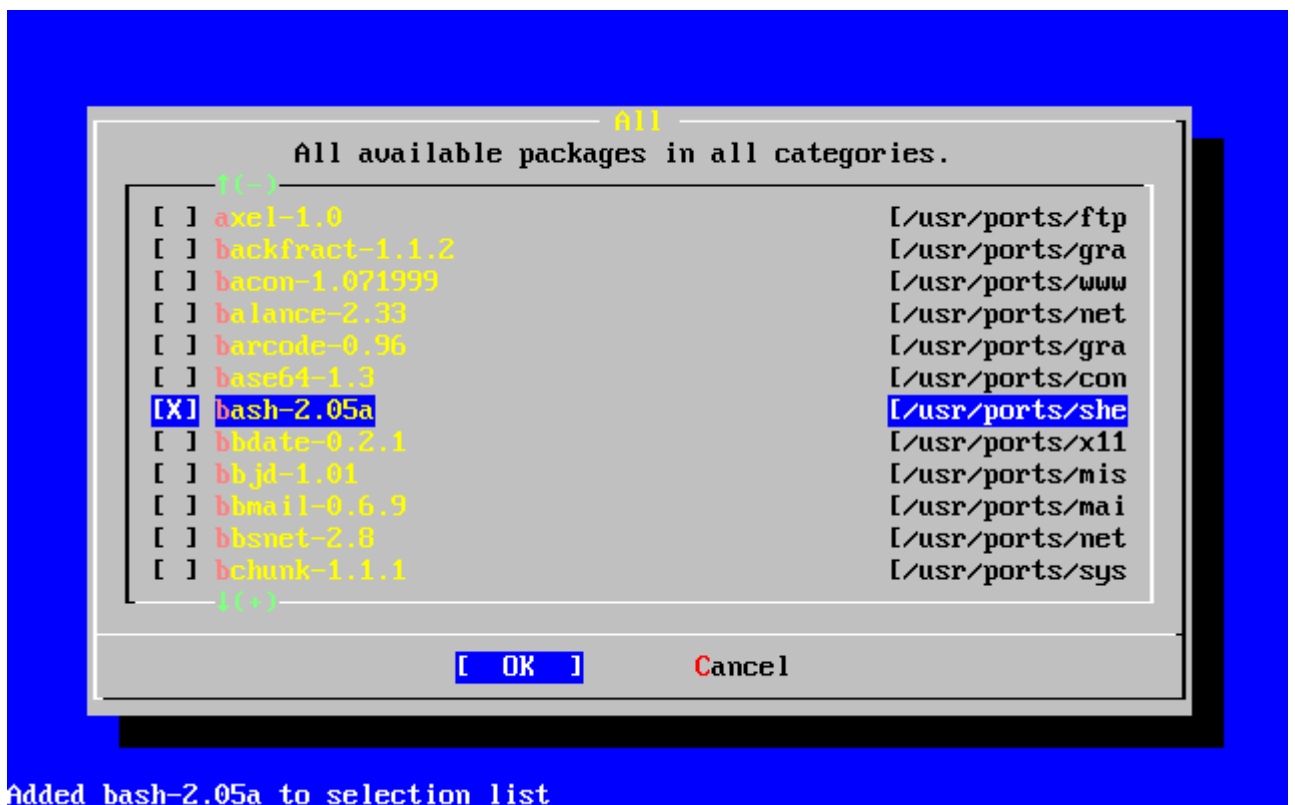 All
All available packages in all categories.
↑(-)
[ ] axel-1.0 [/usr/ports/ftp
[ ] backfract-1.1.2 [/usr/ports/gra
[ ] bacon-1.071999 [/usr/ports/www
[ ] balance-2.33 [/usr/ports/net
[ ] barcode-0.96 [/usr/ports/gra
[ ] base64-1.3 [/usr/ports/con
[X] bash-2.05a [/usr/ports/she
[ ] bbdate-0.2.1 [/usr/ports/x11
[ ] bbjd-1.01 [/usr/ports/mis
[ ] bbmail-0.6.9 [/usr/ports/mai
[ ] bbsnet-2.8 [/usr/ports/net
[ ] bchunk-1.1.1 [/usr/ports/sys
↓(+)
[ OK ] Cancel
Added bash-2.05a to selection list